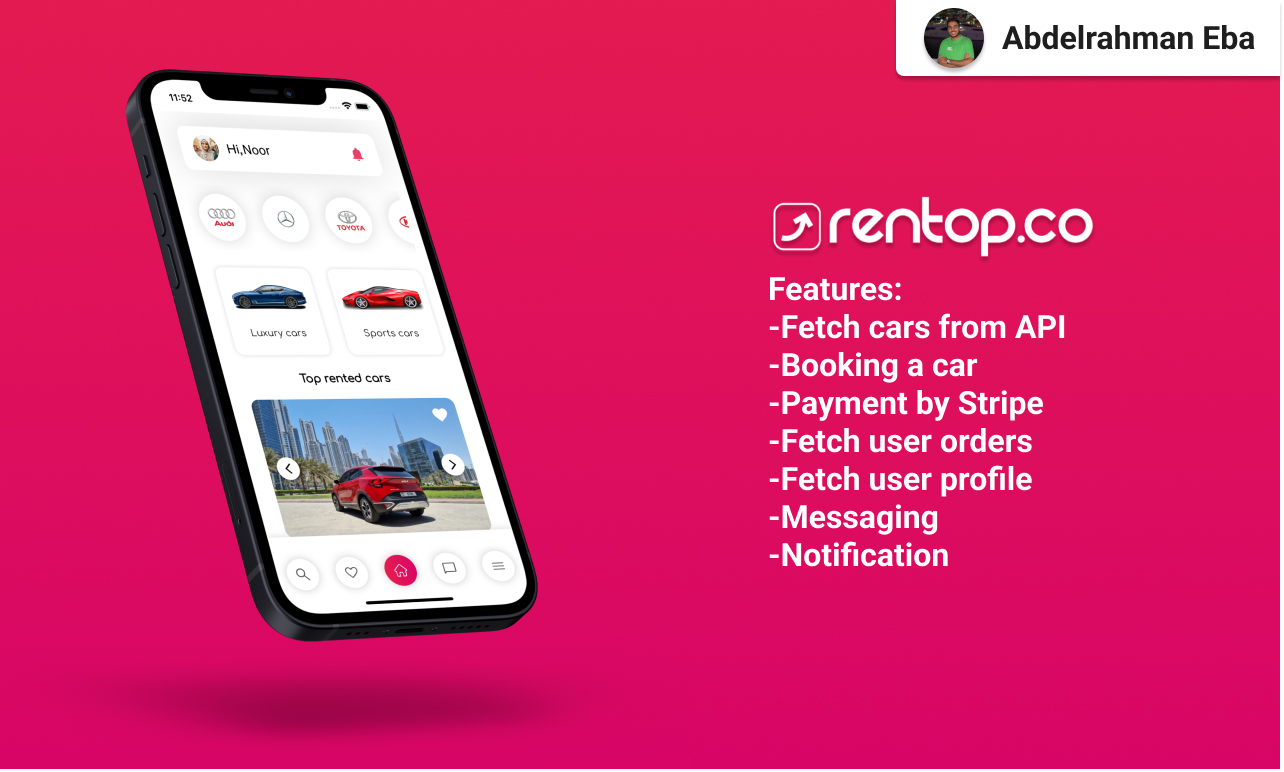 Abdelrahman Eba
11:52
Hi,Noor
Audi
TOYOTA
Luxury cars
Sports cars
Top rented cars
rentop.co
Features:
-Fetch cars from API
-Booking a car
-Payment by Stripe
-Fetch user orders
-Fetch user profile
-Messaging
-Notification